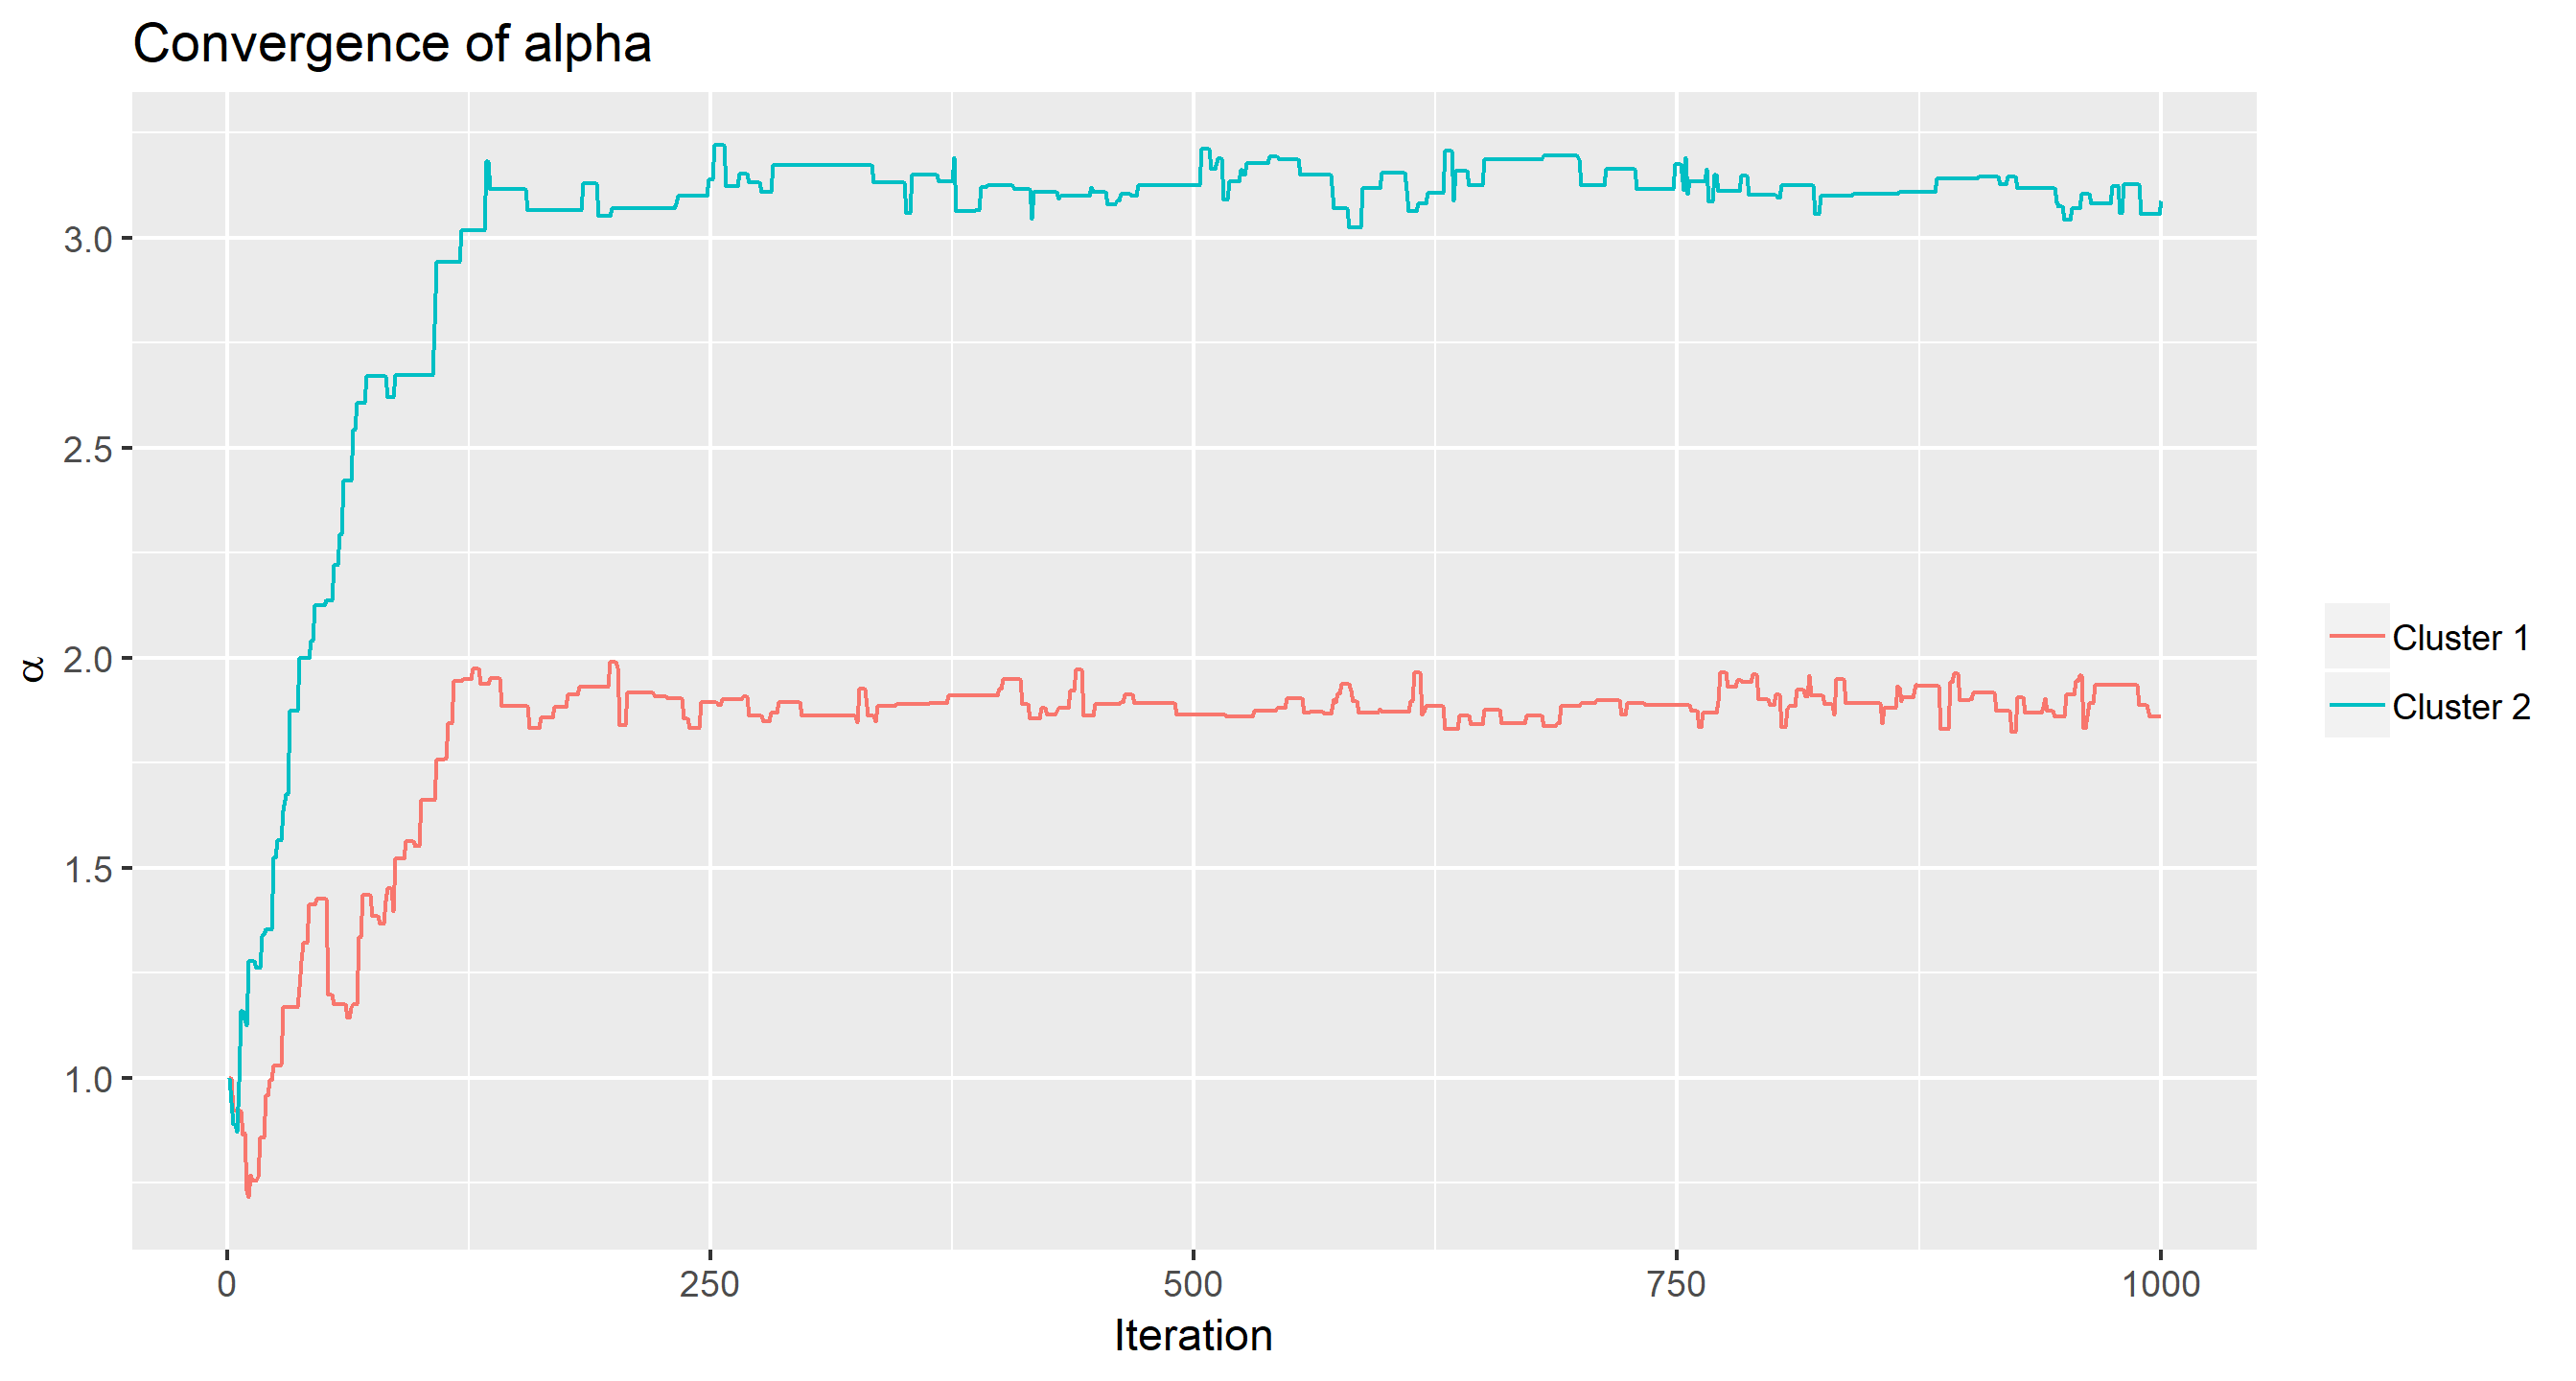 Convergence of alpha
α
3.0
2.5
2.0
1.5
1.0
0 250 500 750 1000
Iteration
Cluster 1
Cluster 2